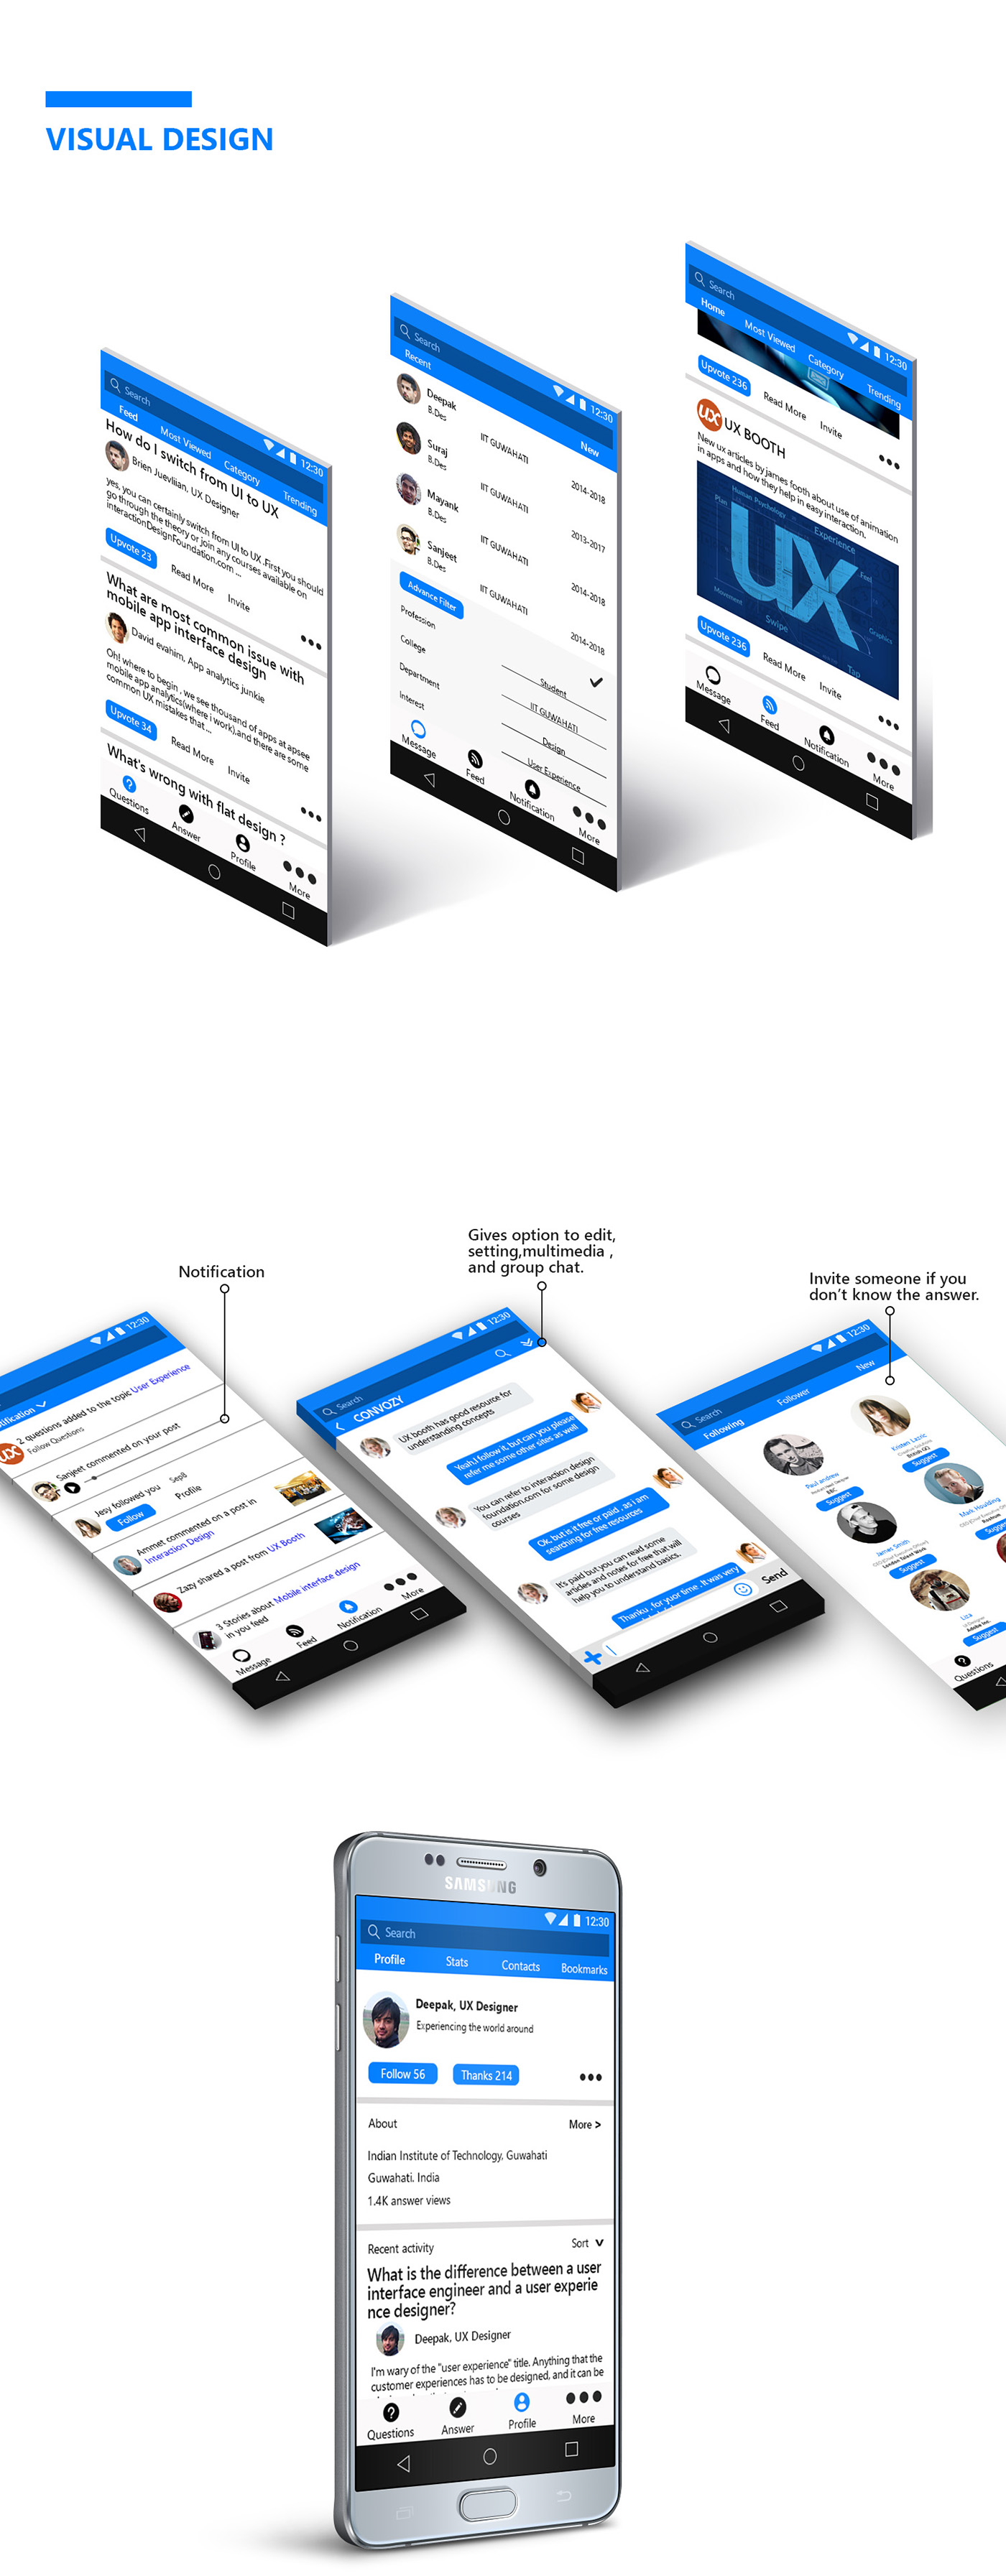 VISUAL DESIGN
12:30
Search
Feed
Most Viewed
Category
Trending
How do I switch from UI to UX
Brien Juevllian, UX Designer
yes, you can certainly switch from UI to UX .First you should
go through the theory or join any courses available on
interactionDesignFoundation.com ...
Upvote 23
Read More
Invite
What are most common issue with
mobile app interface design
David evahim, App analytics junkie
Oh! where to begin , we see thousand of apps at apsee
mobile app analytics(where i work),and there are some
common UX mistakes that ...
Upvote 34
Read More
Invite
What's wrong with flat design ?
Questions
Answer
Profile
More
12:30
Search
Recent
New
Deepak
B.Des
IIT GUWAHATI
2014-2018
Suraj
B.Des
IIT GUWAHATI
2013-2017
Mayank
B.Des
IIT GUWAHATI
2014-2018
Sanjeet
B.Des
IIT GUWAHATI
2014-2018
Advance Filter
Profession
Student
College
IIT GUWAHATI
Department
Design
Interest
User Experience
Message
Feed
Notification
More
12:30
Search
Home
Most Viewed
Category
Trending
Upvote 236
Read More
Invite
ux
UX BOOTH
New ux articles by james footh about use of animation
in apps and how they help in easy interaction.
Human Psychology
Plan
Experience
UX
Feel
Movement
Swipe
Graphics
Tap
Upvote 236
Read More
Invite
Message
Feed
Notification
More
Notification
Gives option to edit,
setting,multimedia ,
and group chat.
Invite someone if you
don't know the answer.
12:30
UX
2 questions added to the topic User Experience
Follow Questions
Sanjeet commented on your post
Jesy followed you
Sep8
Follow
Profile
Ammet commented on a post in
Interaction Design
Zazy shared a post from UX Booth
3 Stories about Mobile interface design
in you feed
Message
Feed
Notification
More
12:30
Search
CONVOZY
UX booth has good resource for
understanding concepts
Yeah,I follow it. but can you please
refer me some other sites as well
You can refer to interaction design
foundation.com for some design
courses
Ok, but is it free or paid , as i am
searching for free resources
It's paid but you can read some
articles and notes for free that will
help you to understand basics.
Thanku , for yuor time . It was very
Send
12:30
Search
Following
Follower
New
Paul andrew
BBC
Suggest
Kristen Lazric
Suggest
James Smith
Suggest
Mark Houlding
Liza
Adobe Inc.
Suggest
Questions
SAMSUNG
12:30
Search
Profile
Stats
Contacts
Bookmarks
Deepak, UX Designer
Experiencing the world around
Follow 56
Thanks 214
About
More >
Indian Institute of Technology, Guwahati
Guwahati. India
1.4K answer views
Recent activity
Sort
What is the difference between a user
interface engineer and a user experie
nce designer?
Deepak, UX Designer
I'm wary of the "user experience" title. Anything that the
customer experiences has to be designed, and it can be
Questions
Answer
Profile
More